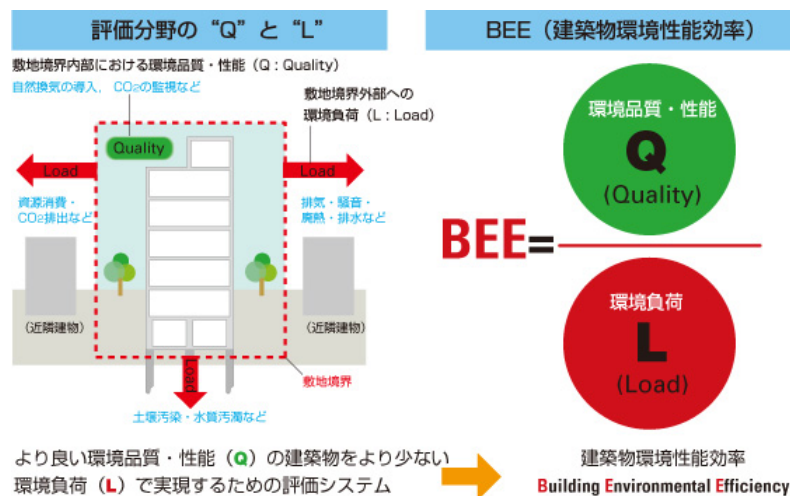 評価分野の“Q”と“L”
敷地境界内部における環境品質・性能（Q：Quality）
自然換気の導入、CO2の監視など
敷地境界外部への
環境負荷（L：Load）
Quality
Load
Load
資源消費・
CO2排出など
排気・騒音・
廃熱・排水など
（近隣建物）
（近隣建物）
Load
敷地境界
土壌汚染・水質汚濁など
より良い環境品質・性能（Q）の建築物をより少ない
環境負荷（L）で実現するための評価システム
BEE（建築物環境性能効率）
環境品質・性能
Q
(Quality)
BEE=
環境負荷
L
(Load)
建築物環境性能効率
Building Environmental Efficiency